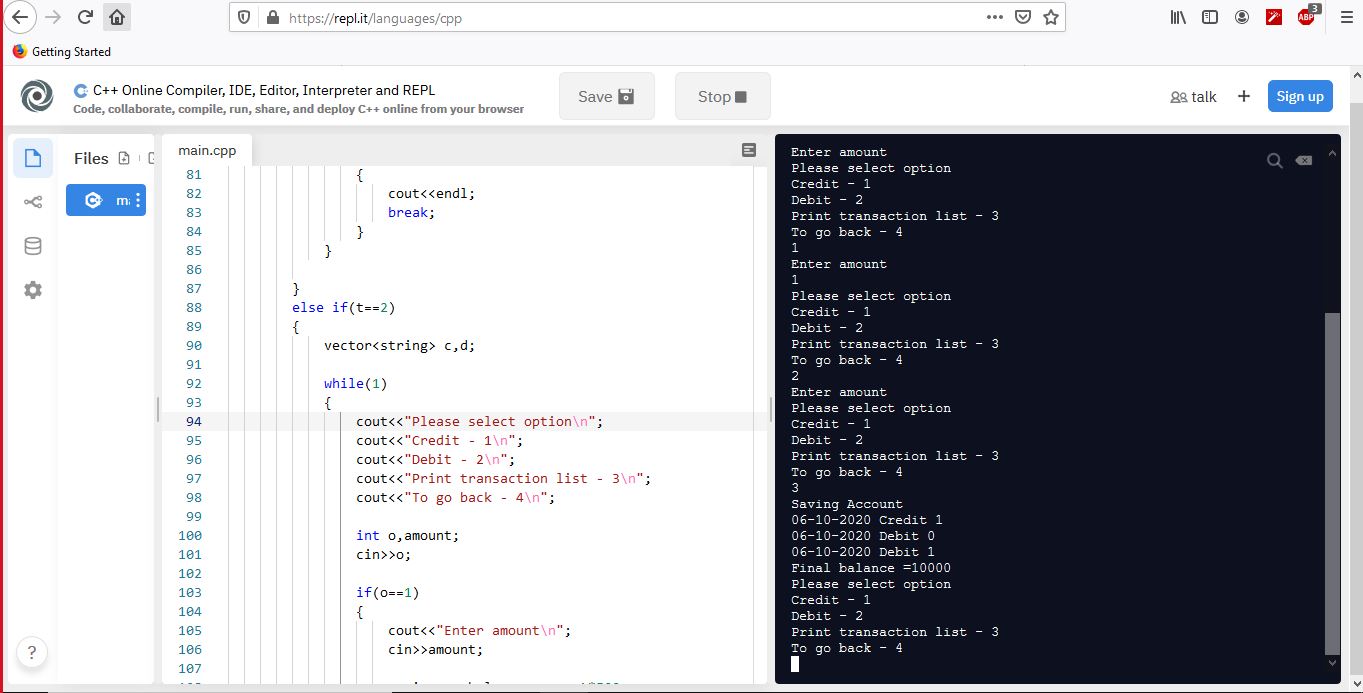 https://repl.it/languages/cpp
ABP
3
Getting Started
C++ Online Compiler, IDE, Editor, Interpreter and REPL
Code, collaborate, compile, run, share, and deploy C++ online from your browser
Save
Stop
talk
+
Sign up
Files
ma
main.cpp
81 {
82 cout<<endl;
83 break;
84 }
85 }
86
87 }
88 else if(t==2)
89 {
90 vector<string> c,d;
91
92 while(1)
93 {
94 cout<<"Please select option\n";
95 cout<<"Credit - 1\n";
96 cout<<"Debit - 2\n";
97 cout<<"Print transaction list - 3\n";
98 cout<<"To go back - 4\n";
99
100 int o,amount;
101 cin>>o;
102
103 if(o==1)
104 {
105 cout<<"Enter amount\n";
106 cin>>amount;
107
?
Enter amount
Please select option
Credit - 1
Debit - 2
Print transaction list - 3
To go back - 4
1
Enter amount
1
Please select option
Credit - 1
Debit - 2
Print transaction list - 3
To go back - 4
2
Enter amount
Please select option
Credit - 1
Debit - 2
Print transaction list - 3
To go back - 4
3
Saving Account
06-10-2020 Credit 1
06-10-2020 Debit 0
06-10-2020 Debit 1
Final balance =10000
Please select option
Credit - 1
Debit - 2
Print transaction list - 3
To go back - 4